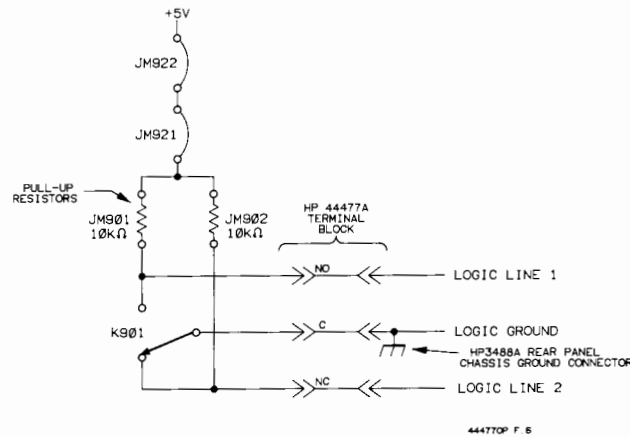 +5V
JM922
JM921
PULL-UP
RESISTORS
JM901
10KΩ
JM902
10KΩ
HP 44477A
TERMINAL
BLOCK
NO
LOGIC LINE 1
K901
C
LOGIC GROUND
HP3488A REAR PANEL
CHASSIS GROUND CONNECTOR
NC
LOGIC LINE 2
44477OP F.6